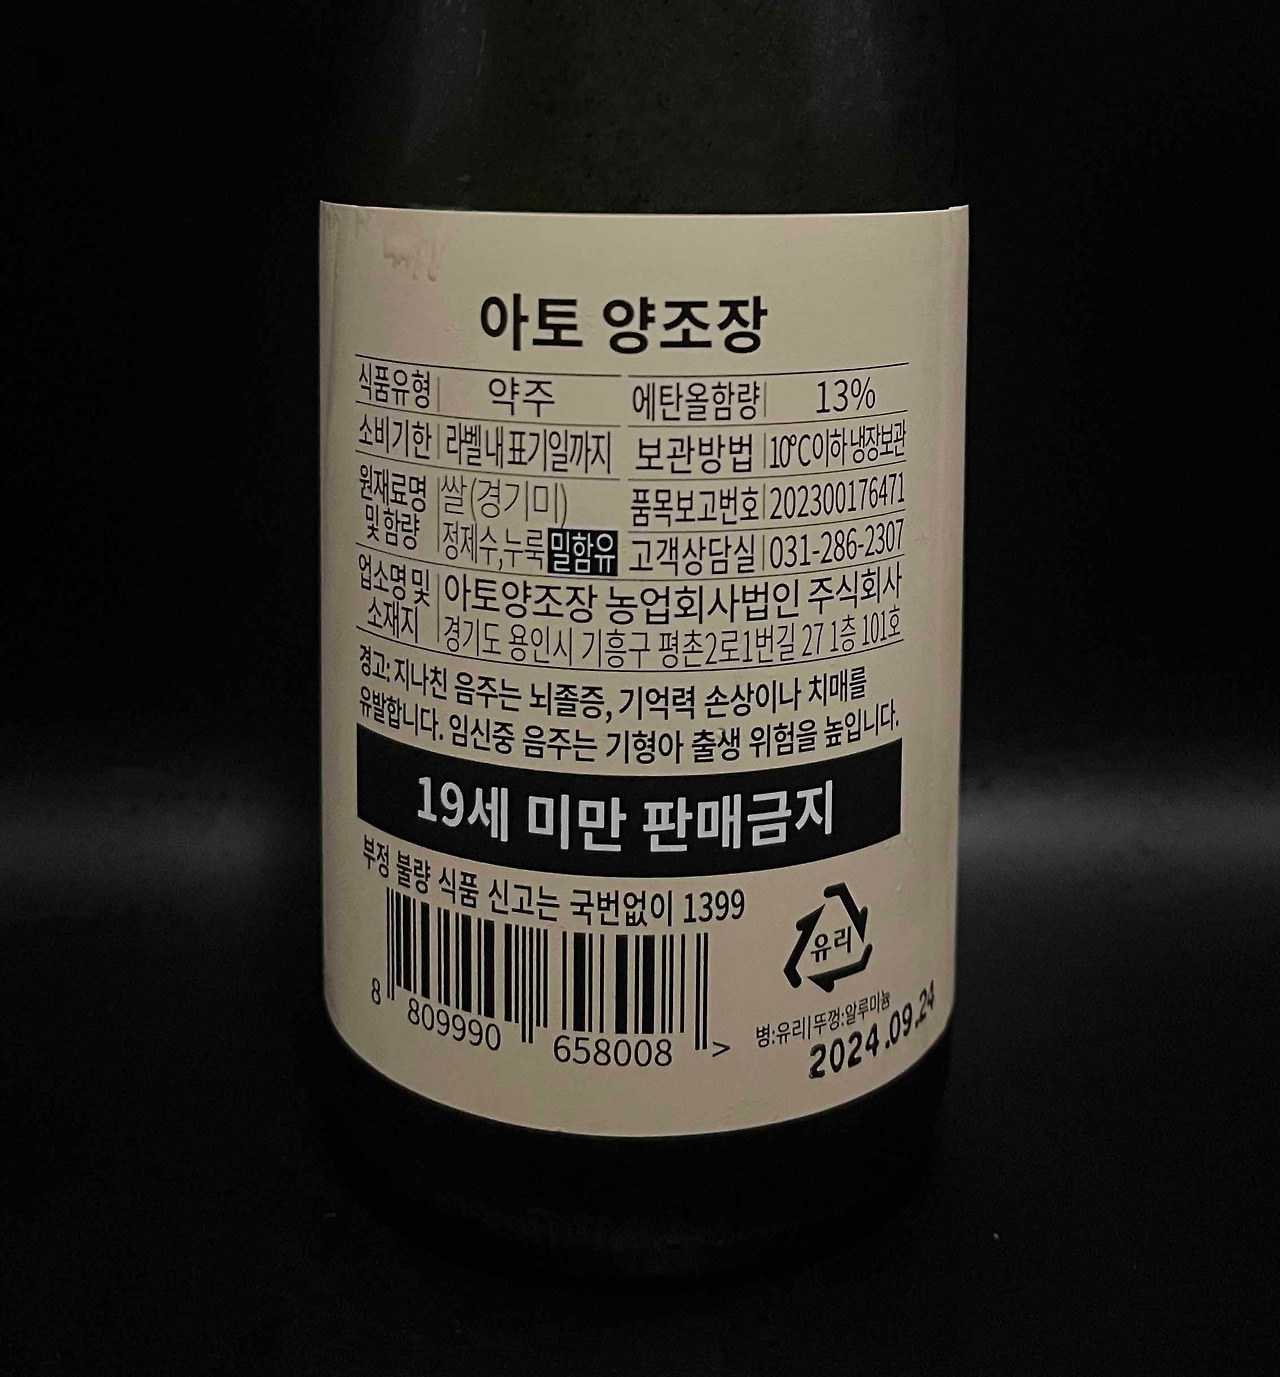 아토 양조장
식품유형 약주 에탄올함량 13%
소비기한 라벨 내 표기일까지 보관방법 10℃이하 냉장보관
원재료명 및 함량 쌀(경기미) 품목보고번호 202300176471
정제수,누룩 밀함유 고객상담실 031-286-2307
업소명 및 소재지 아토양조장 농업회사법인 주식회사
경기도 용인시 기흥구 평촌2로1번길 27 1층 101호
경고: 지나친 음주는 뇌졸증, 기억력 손상이나 치매를
유발합니다. 임신중 음주는 기형아 출생 위험을 높입니다.
19세 미만 판매금지
부정 불량 식품 신고는 국번없이 1399
유리
8 809990 658008 >
병:유리|뚜껑:알루미늄
2024.09.24